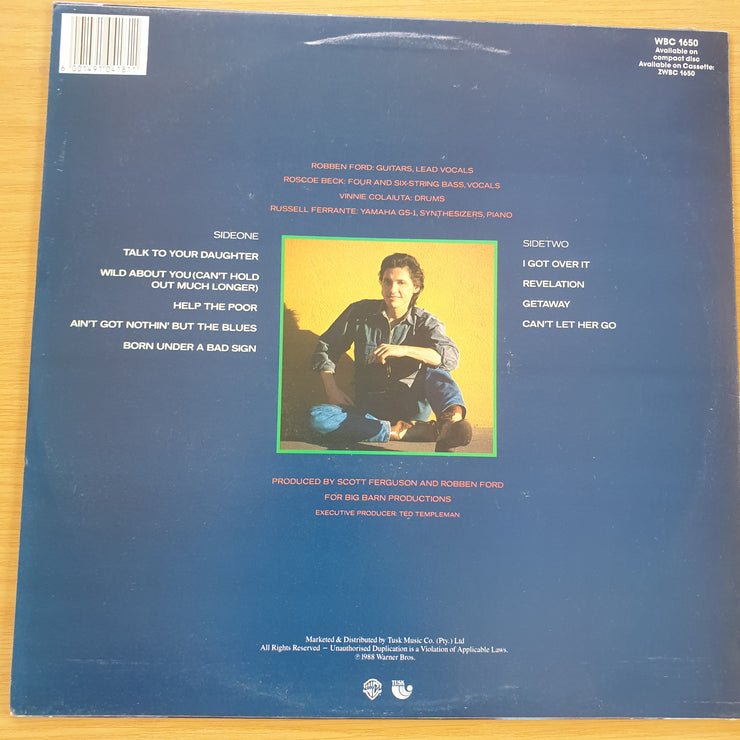 6 001491 041811
WBC 1650
Available on
compact disc
Available on Cassette:
ZWBC 1650
ROBBEN FORD: GUITARS, LEAD VOCALS
ROSCOE BECK: FOUR AND SIX-STRING BASS, VOCALS
VINNIE COLAIUTA: DRUMS
RUSSELL FERRANTE: YAMAHA GS-1, SYNTHESIZERS, PIANO
SIDEONE
TALK TO YOUR DAUGHTER
WILD ABOUT YOU (CAN'T HOLD
OUT MUCH LONGER)
HELP THE POOR
AIN'T GOT NOTHIN' BUT THE BLUES
BORN UNDER A BAD SIGN
SIDETWO
I GOT OVER IT
REVELATION
GETAWAY
CAN'T LET HER GO
PRODUCED BY SCOTT FERGUSON AND ROBBEN FORD
FOR BIG BARN PRODUCTIONS
EXECUTIVE PRODUCER: TED TEMPLEMAN
Marketed & Distributed by Tusk Music Co. (Pty.) Ltd
All Rights Reserved – Unauthorised Duplication is a Violation of Applicable Laws.
℗ 1988 Warner Bros.
TUSK